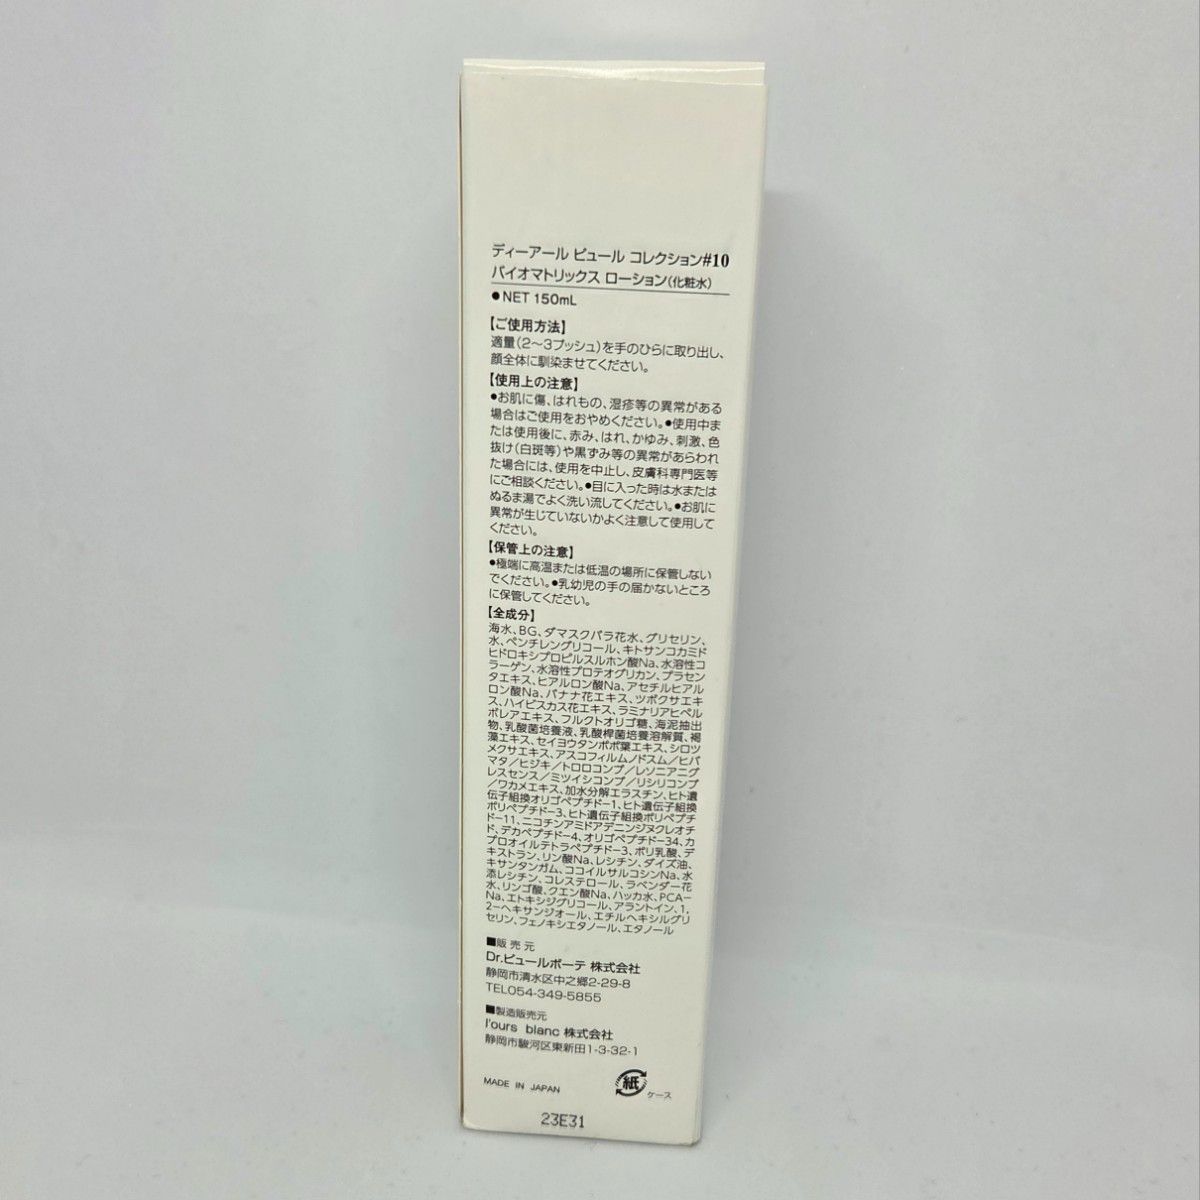 ディーアール ピュール コレクション#10
バイオマトリックス ローション(化粧水)
●NET 150mL
【ご使用方法】
適量(2〜3プッシュ)を手のひらに取り出し、
顔全体に馴染ませてください。
【使用上の注意】
●お肌に傷、はれもの、湿疹等の異常がある
場合はご使用をおやめください。●使用中ま
たは使用後に、赤み、はれ、かゆみ、刺激、色
抜け(白斑等)や黒ずみ等の異常があらわれ
た場合には、使用を中止し、皮膚科専門医等
にご相談ください。●目に入った時は水または
ぬるま湯でよく洗い流してください。●お肌に
異常が生じていないかよく注意して使用して
ください。
【保管上の注意】
●極端に高温または低温の場所に保管しない
でください。●乳幼児の手の届かないところ
に保管してください。
【全成分】
海水、BG、ダマスクバラ花水、グリセリン、
水、ペンチレングリコール、キトサンコカミド
ヒドロキシプロピルスルホン酸Na、水溶性コ
ラーゲン、水溶性プロテオグリカン、プラセン
タエキス、ヒアルロン酸Na、アセチルヒアル
ロン酸Na、バナナ花エキス、ツボクサエキ
ス、ハイビスカス花エキス、ラミナリアヒペル
ボレアエキス、フルクトオリゴ糖、海泥抽出
物、乳酸菌培養液、乳酸桿菌培養溶解質、褐
藻エキス、セイヨウタンポポ葉エキス、シロツ
メクサエキス、アスコフィルムノドスム/ヒバ
マタ/ヒジキ/トロロコンブ/レソニアニグ
レスセンス/ミツイシコンブ/リシリコンブ
/ワカメエキス、加水分解エラスチン、ヒト遺
伝子組換オリゴペプチド-1、ヒト遺伝子組換
ポリペプチド-3、ヒト遺伝子組換ポリペプチ
ド-11、ニコチンアミドアデニンジヌクレオチ
ド、デカペプチド-4、オリゴペプチド-34、カ
プロオイルテトラペプチド-3、ポリ乳酸、デ
キストラン、リン酸Na、レシチン、ダイズ油、
キサンタンガム、ココイルサルコシンNa、水
添レシチン、コレステロール、ラベンダー花
水、リンゴ酸、クエン酸Na、ハッカ水、PCA-
Na、エトキシジグリコール、アラントイン、1,
2-ヘキサンジオール、エチルヘキシルグリ
セリン、フェノキシエタノール、エタノール
■販 売 元
Dr.ピュールボーテ 株式会社
静岡市清水区中之郷2-29-8
TEL054-349-5855
■製造販売元
l'ours blanc 株式会社
静岡市駿河区東新田1-3-32-1
MADE IN JAPAN
紙 ケース
23E31